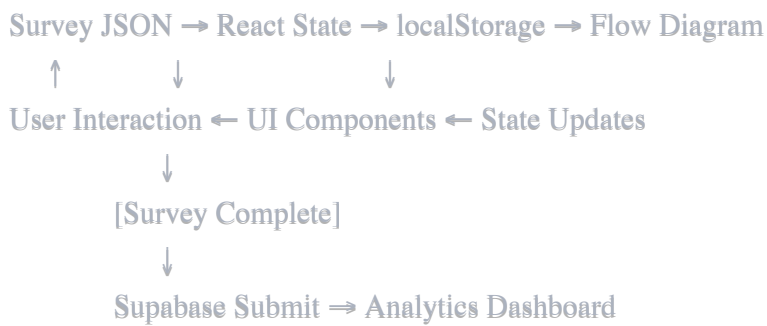 Survey JSON → React State → localStorage → Flow Diagram
↑ ↓ ↓
User Interaction ← UI Components ← State Updates
↓
[Survey Complete]
↓
Supabase Submit → Analytics Dashboard